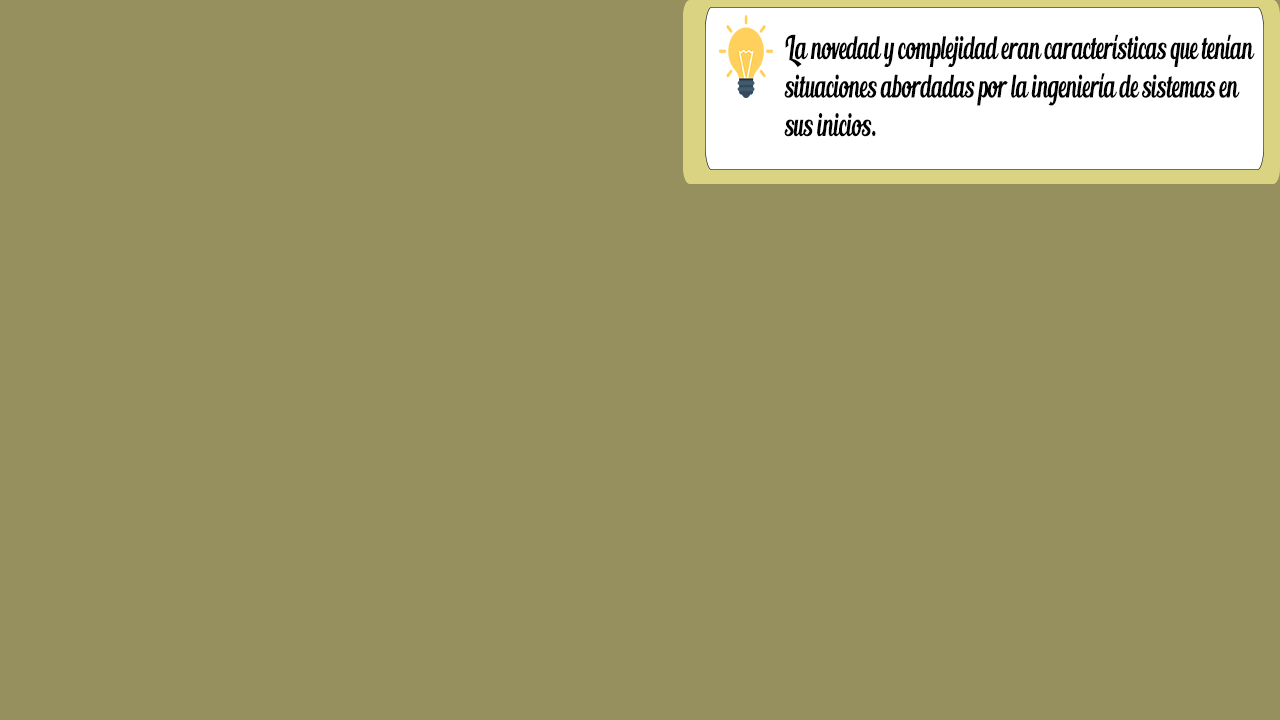 La novedad y complejidad eran características que tenían
situaciones abordadas por la ingeniería de sistemas en
sus inicios.